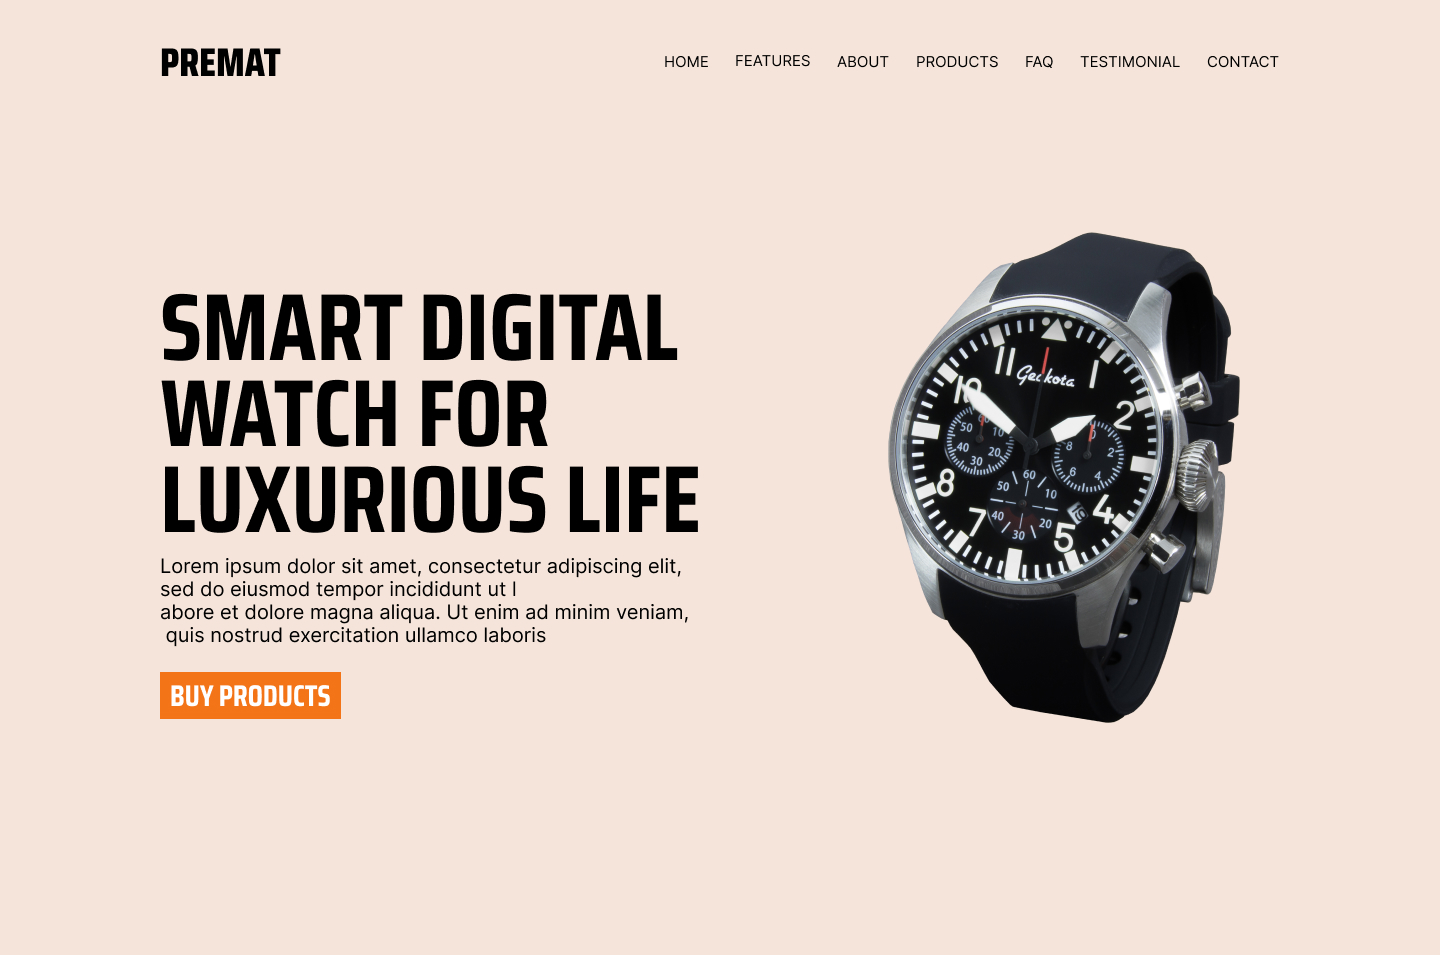 PREMAT
HOME FEATURES ABOUT PRODUCTS FAQ TESTIMONIAL CONTACT
SMART DIGITAL
WATCH FOR
LUXURIOUS LIFE
Lorem ipsum dolor sit amet, consectetur adipiscing elit,
sed do eiusmod tempor incididunt ut l
abore et dolore magna aliqua. Ut enim ad minim veniam,
quis nostrud exercitation ullamco laboris
BUY PRODUCTS
11 1
Geckota
2
50 10
40 20
30
0
8 2
6 4
8
60
50 10
40 20
30
7 5 4